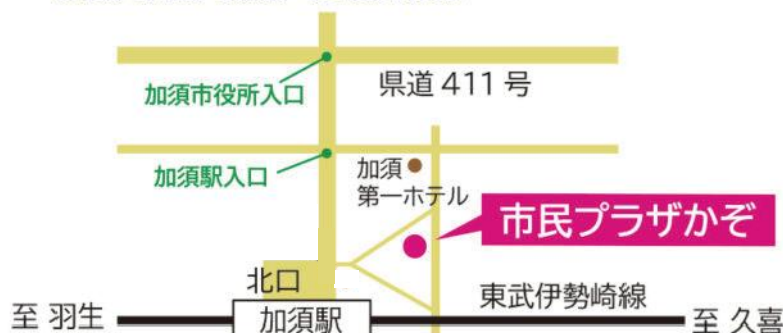 加須市役所入口
県道 411 号
加須駅入口
加須
第一ホテル
市民プラザかぞ
北口
東武伊勢崎線
至 羽生
加須駅
至 久喜